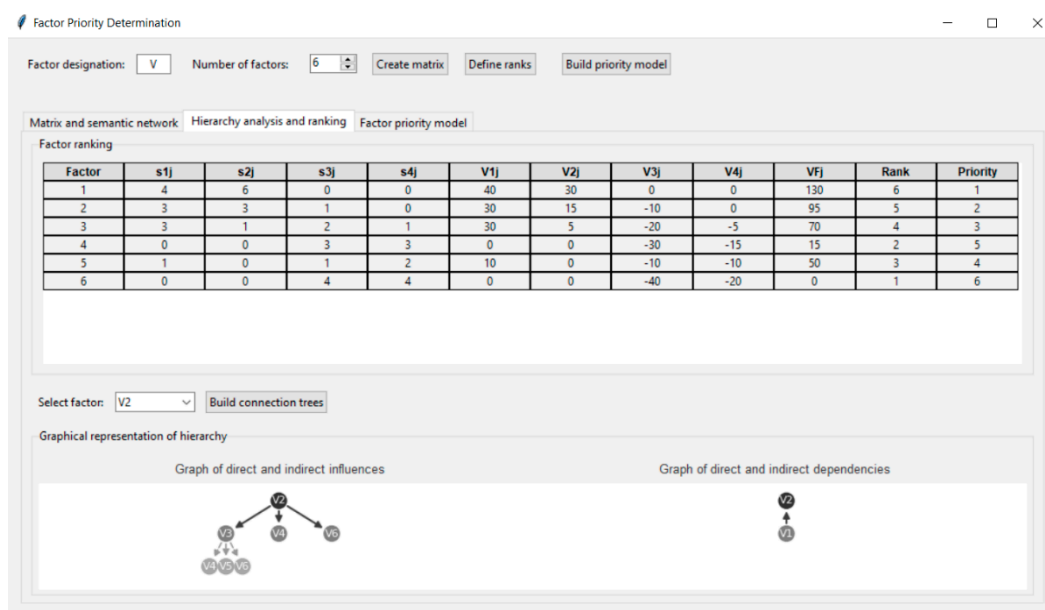 Factor Priority Determination
Factor designation: V Number of factors: 6 Create matrix Define ranks Build priority model
Matrix and semantic network Hierarchy analysis and ranking Factor priority model
Factor ranking
Factor s1j s2j s3j s4j V1j V2j V3j V4j VFj Rank Priority
1 4 6 0 0 40 30 0 0 130 6 1
2 3 3 1 0 30 15 -10 0 95 5 2
3 3 1 2 1 30 5 -20 -5 70 4 3
4 0 0 3 3 0 0 -30 -15 15 2 5
5 1 0 1 2 10 0 -10 -10 50 3 4
6 0 0 4 4 0 0 -40 -20 0 1 6
Select factor: V2 Build connection trees
Graphical representation of hierarchy
Graph of direct and indirect influences Graph of direct and indirect dependencies
V2 V2
V3 V4 V6 V1
V4 V5 V6